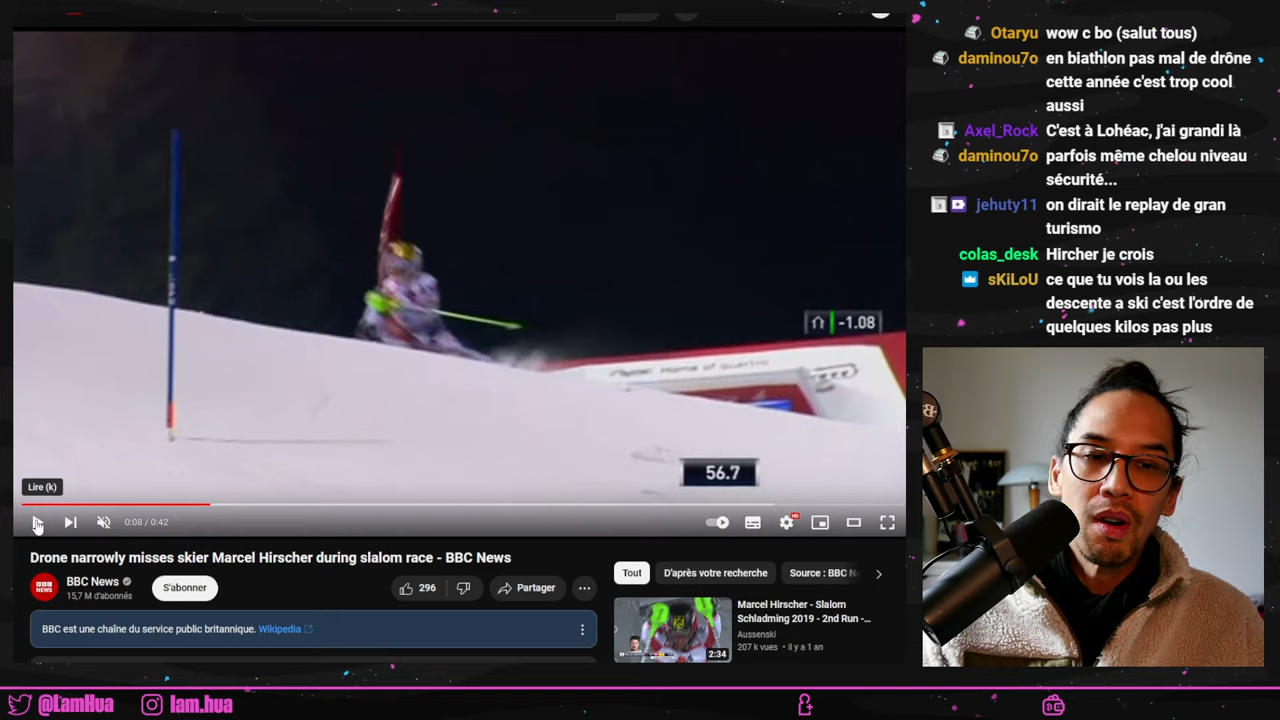 -1.08
56.7
Lire (k)
0:08 / 0:42
HD
Drone narrowly misses skier Marcel Hirscher during slalom race - BBC News
BBC NEWS
BBC News
15,7 M d'abonnés
S'abonner
296
Partager
BBC est une chaîne du service public britannique. Wikipedia
Tout
D'après votre recherche
Source : BBC N
Marcel Hirscher - Slalom
Schladming 2019 - 2nd Run -...
Aussenski
207 k vues • il y a 1 an
2:34
Otaryu wow c bo (salut tous)
daminou7o en biathlon pas mal de drône
cette année c'est trop cool
aussi
Axel_Rock C'est à Lohéac, j'ai grandi là
daminou7o parfois même chelou niveau
sécurité...
jehuty11 on dirait le replay de gran
turismo
colas_desk Hircher je crois
sKiLoU ce que tu vois la ou les
descente a ski c'est l'ordre de
quelques kilos pas plus
@LamHua
lam.hua